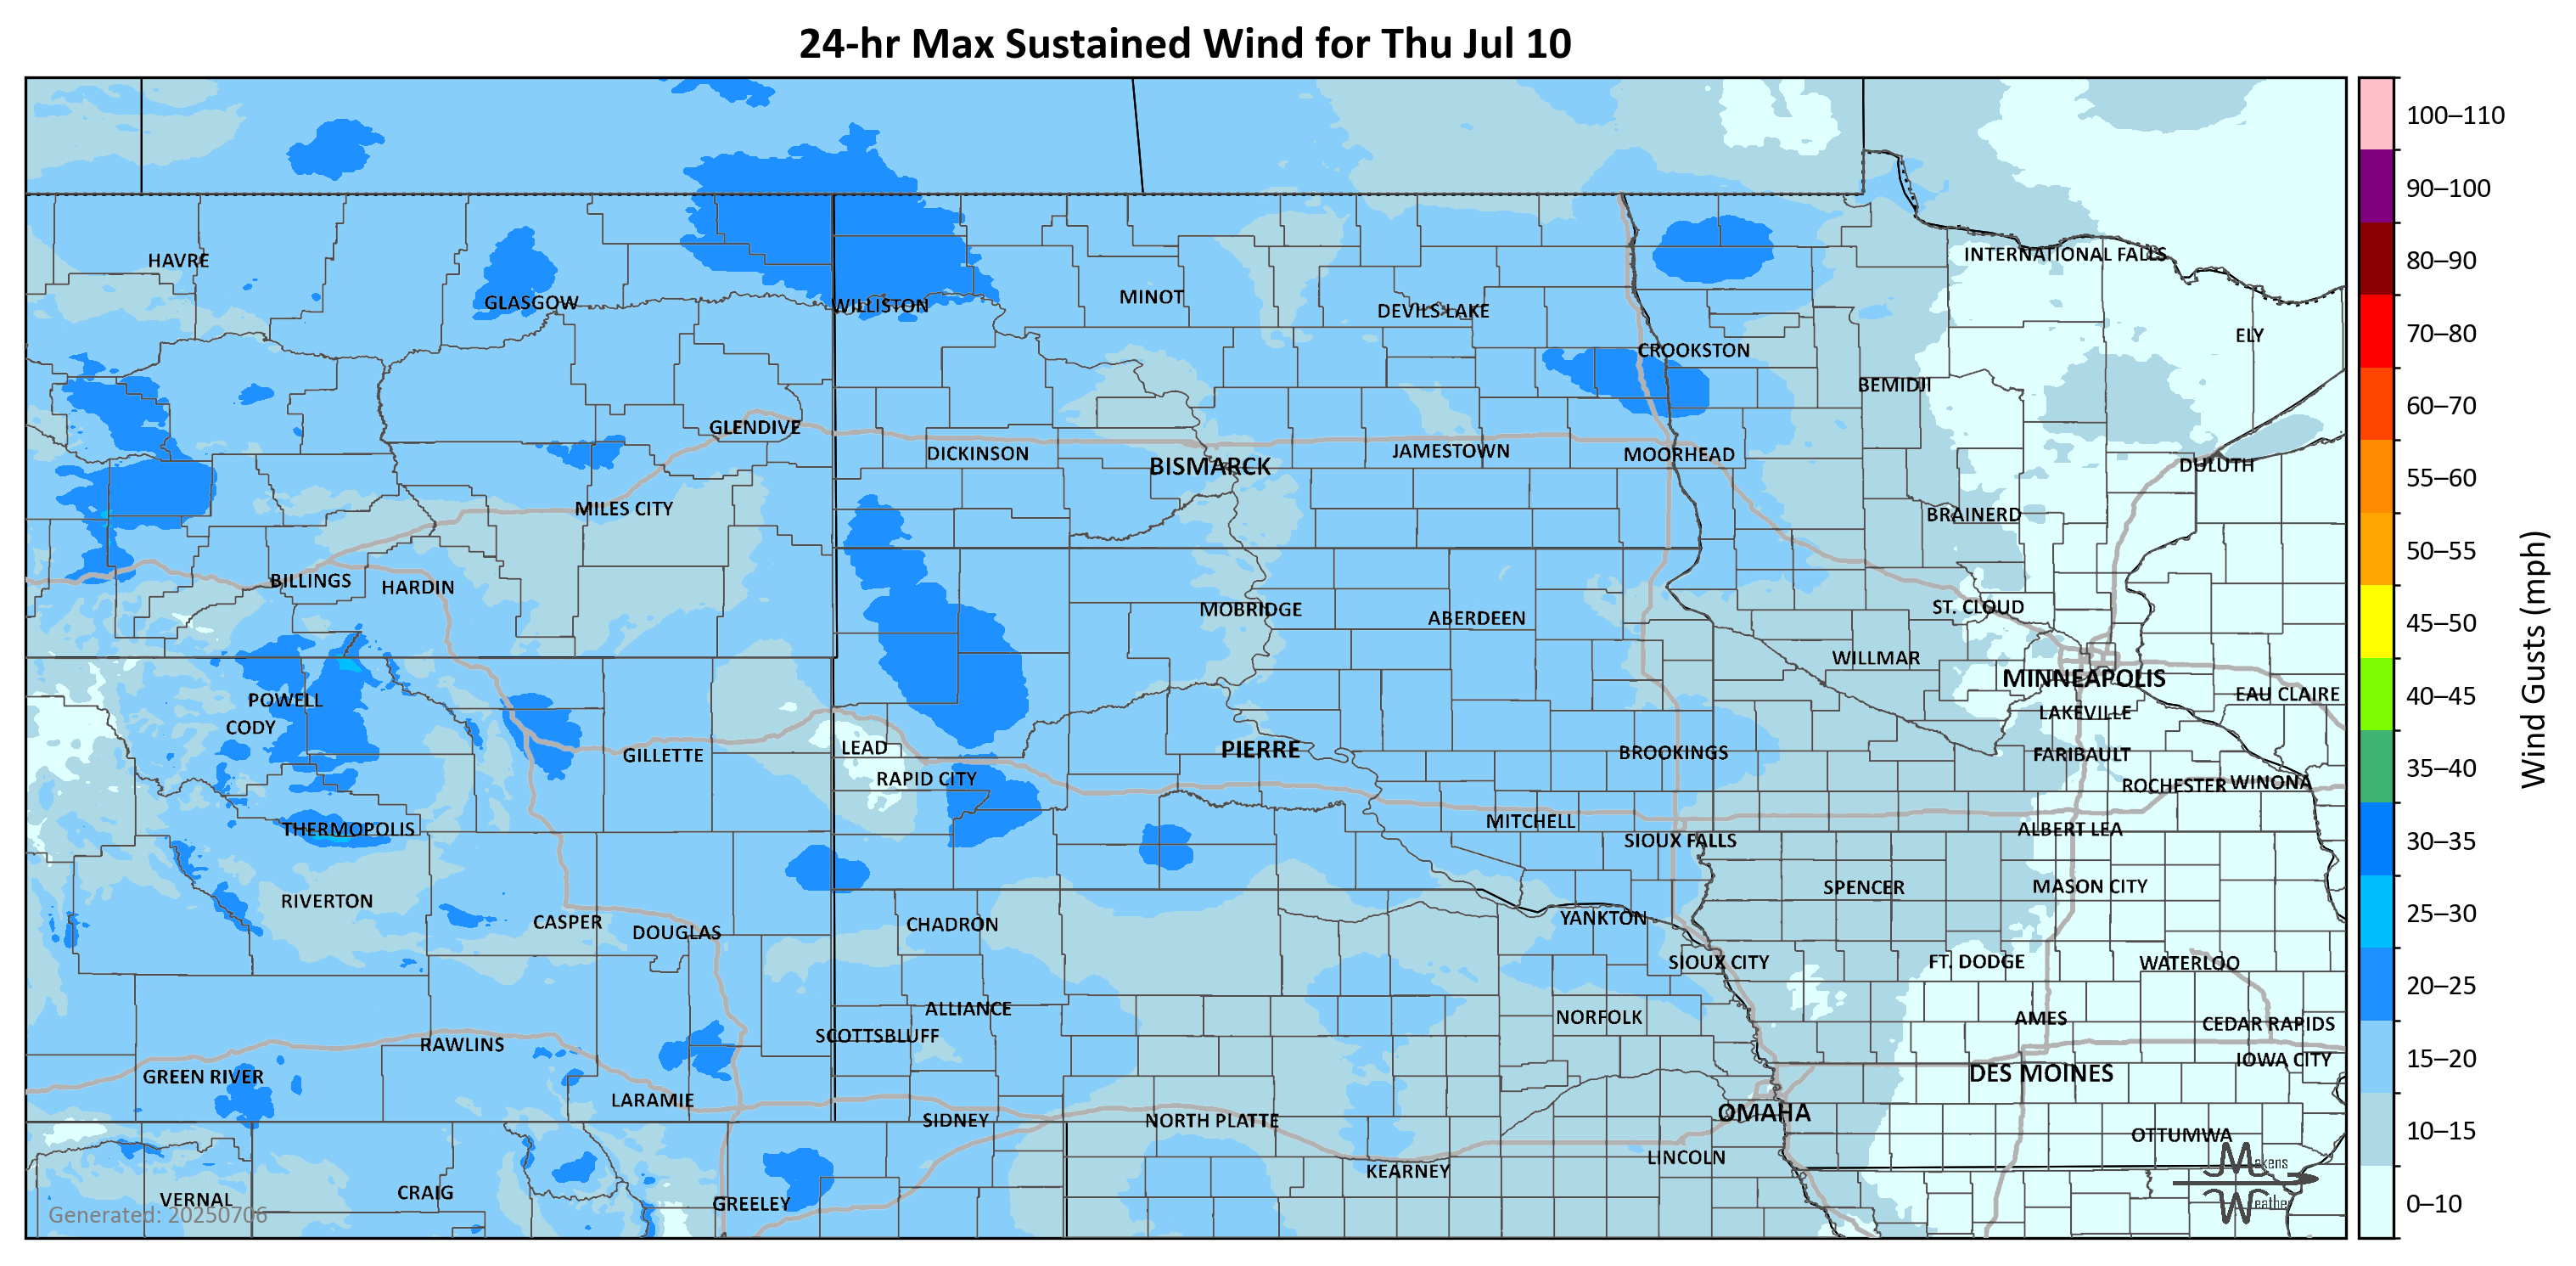 24-hr Max Sustained Wind for Thu Jul 10
100–110
90–100
80–90
70–80
60–70
55–60
50–55
45–50
40–45
35–40
30–35
25–30
20–25
15–20
10–15
0–10
Wind Gusts (mph)
HAVRE
GLASGOW
WILLISTON
MINOT
DEVILS LAKE
CROOKSTON
INTERNATIONAL FALLS
ELY
BEMIDJI
GLENDIVE
DICKINSON
BISMARCK
JAMESTOWN
MOORHEAD
DULUTH
MILES CITY
BRAINERD
BILLINGS
HARDIN
MOBRIDGE
ABERDEEN
ST. CLOUD
WILLMAR
MINNEAPOLIS
EAU CLAIRE
POWELL
CODY
LAKEVILLE
GILLETTE
LEAD
PIERRE
BROOKINGS
FARIBAULT
RAPID CITY
ROCHESTER
WINONA
THERMOPOLIS
MITCHELL
SIOUX FALLS
ALBERT LEA
RIVERTON
SPENCER
MASON CITY
CASPER
DOUGLAS
CHADRON
YANKTON
SIOUX CITY
FT. DODGE
WATERLOO
ALLIANCE
NORFOLK
AMES
CEDAR RAPIDS
RAWLINS
SCOTTSBLUFF
IOWA CITY
GREEN RIVER
DES MOINES
LARAMIE
SIDNEY
NORTH PLATTE
OMAHA
OTTUMWA
LINCOLN
KEARNEY
VERNAL
CRAIG
GREELEY
Generated: 20250706
Makens
Weather